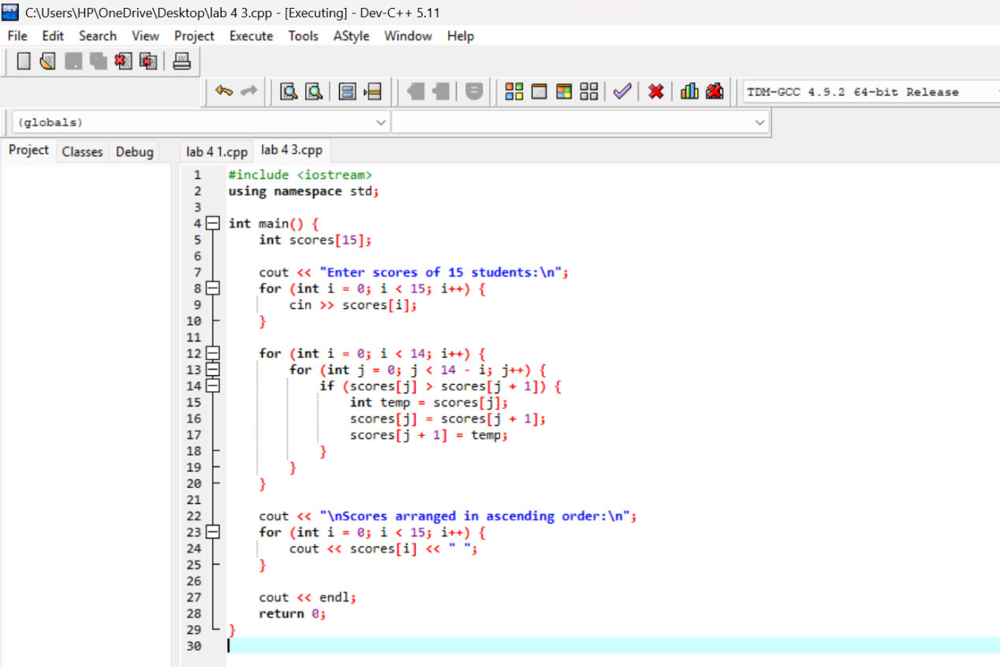 C:\Users\HP\OneDrive\Desktop\lab 4 3.cpp - [Executing] - Dev-C++ 5.11
File Edit Search View Project Execute Tools AStyle Window Help
TDM-GCC 4.9.2 64-bit Release
(globals)
Project Classes Debug lab 4 1.cpp lab 4 3.cpp
1 #include <iostream>
2 using namespace std;
3
4 int main() {
5     int scores[15];
6
7     cout << "Enter scores of 15 students:\n";
8     for (int i = 0; i < 15; i++) {
9         cin >> scores[i];
10     }
11
12     for (int i = 0; i < 14; i++) {
13         for (int j = 0; j < 14 - i; j++) {
14             if (scores[j] > scores[j + 1]) {
15                 int temp = scores[j];
16                 scores[j] = scores[j + 1];
17                 scores[j + 1] = temp;
18             }
19         }
20     }
21
22     cout << "\nScores arranged in ascending order:\n";
23     for (int i = 0; i < 15; i++) {
24         cout << scores[i] << " ";
25     }
26
27     cout << endl;
28     return 0;
29 }
30